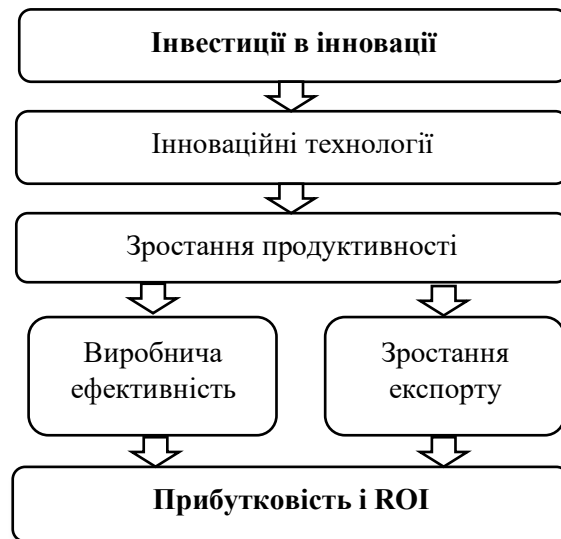 Інвестиції в інновації
Інноваційні технології
Зростання продуктивності
Виробнича
ефективність
Зростання
експорту
Прибутковість і ROI